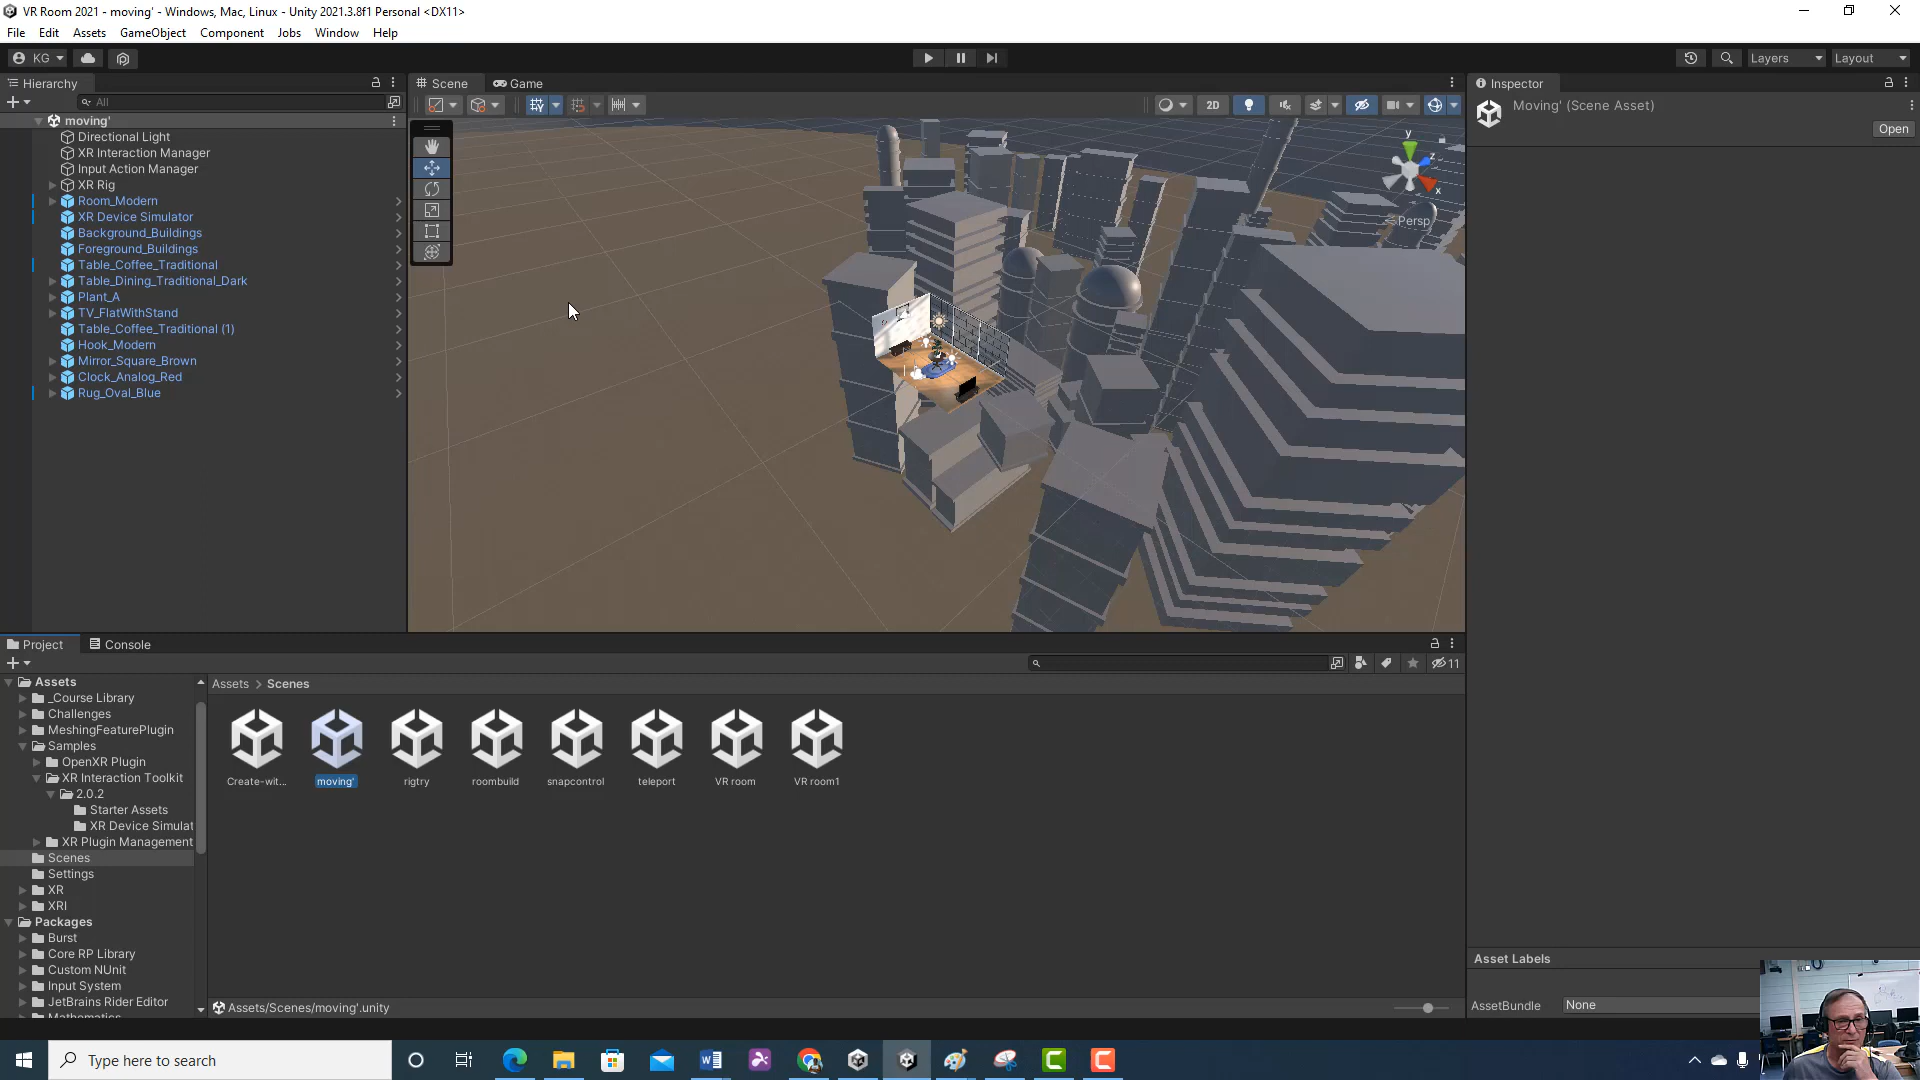 VR Room 2021 - moving' - Windows, Mac, Linux - Unity 2021.3.8f1 Personal <DX11>
File Edit Assets GameObject Component Jobs Window Help
KG Layers Layout
Hierarchy
All
moving'
Directional Light
XR Interaction Manager
Input Action Manager
XR Rig
Room_Modern
XR Device Simulator
Background_Buildings
Foreground_Buildings
Table_Coffee_Traditional
Table_Dining_Traditional_Dark
Plant_A
TV_FlatWithStand
Table_Coffee_Traditional (1)
Hook_Modern
Mirror_Square_Brown
Clock_Analog_Red
Rug_Oval_Blue
Scene Game
2D
y
z
x
Persp
Inspector
Moving' (Scene Asset)
Open
Project Console
11
Assets
_Course Library
Challenges
MeshingFeaturePlugin
Samples
OpenXR Plugin
XR Interaction Toolkit
2.0.2
Starter Assets
XR Device Simulat
XR Plugin Management
Scenes
Settings
XR
XRI
Packages
Burst
Core RP Library
Custom NUnit
Input System
JetBrains Rider Editor
Mathematics
Assets > Scenes
Create-wit... moving' rigtry roombuild snapcontrol teleport VR room VR room1
Assets/Scenes/moving'.unity
Asset Labels
AssetBundle None
Type here to search